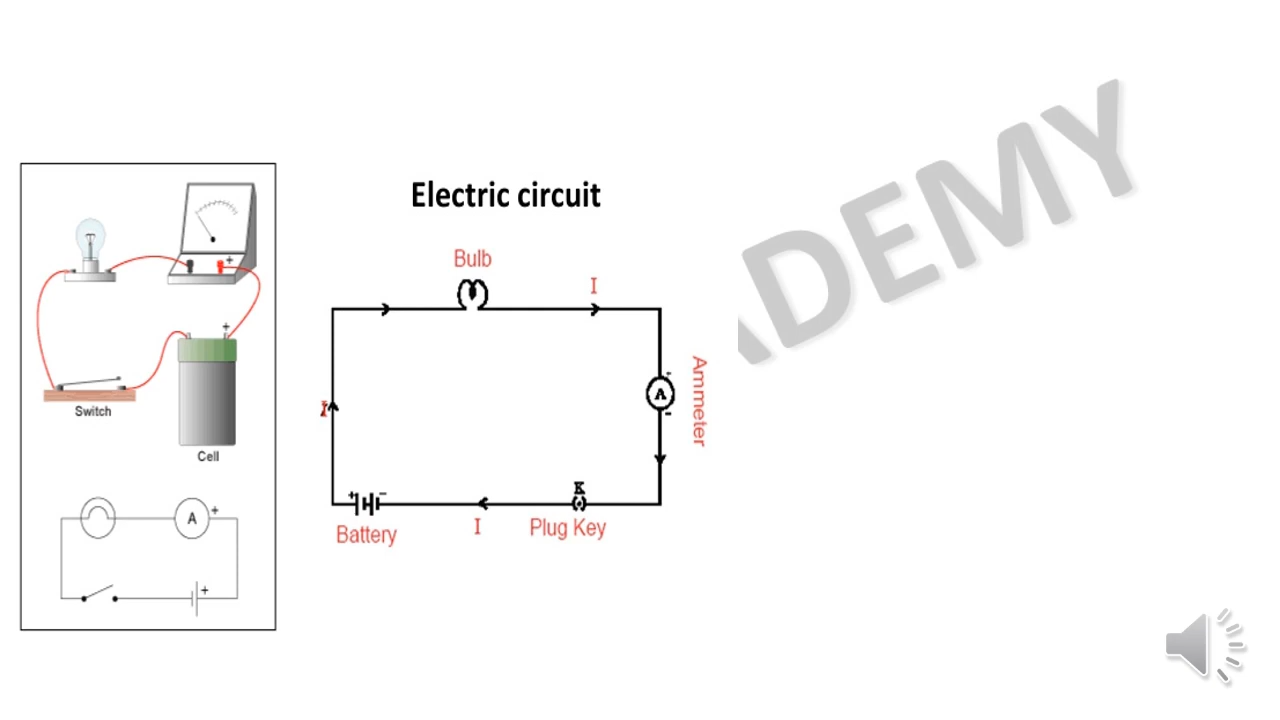 Electric circuit
Bulb
I
I
Ammeter
A
+
-
K
+
-
Battery
I
Plug Key
+
+
Switch
Cell
A
+
+
ADEMY